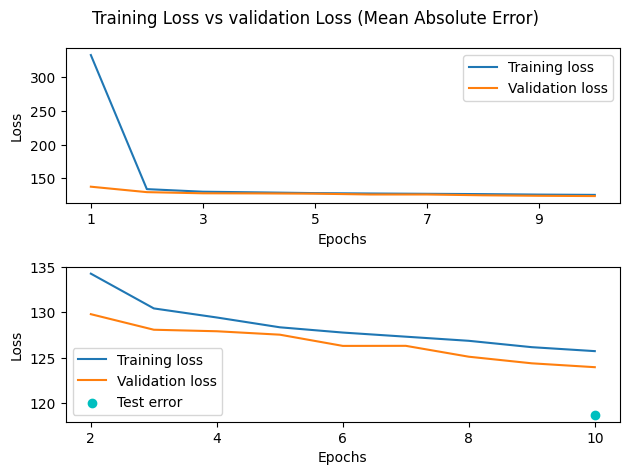 Training Loss vs validation Loss (Mean Absolute Error)
300
250
200
150
Loss
Training loss
Validation loss
1 3 5 7 9
Epochs
135
130
125
120
Loss
Training loss
Validation loss
Test error
2 4 6 8 10
Epochs